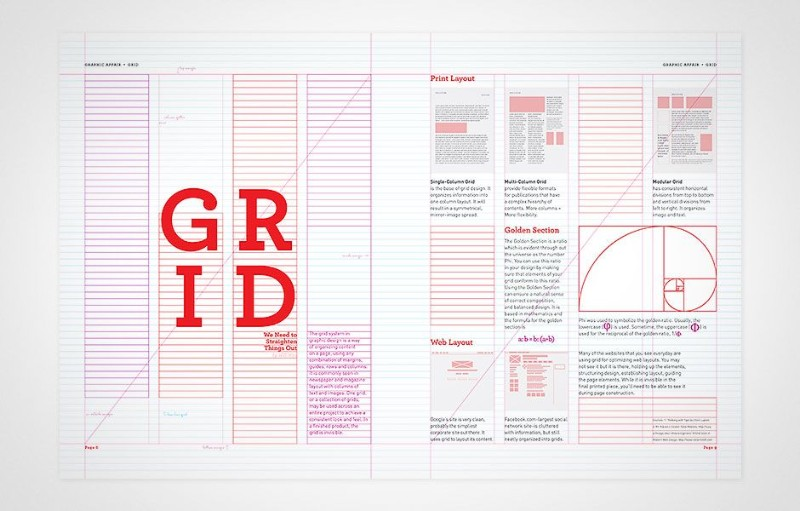 GRAPHIC AFFAIR • GRID
GR
ID
We Need to
Straighten
Things Out
The grid system in
graphic design is a way
of organizing content
on a page, using any
combination of margins,
guides, rows and columns.
It is commonly seen in
newspaper and magazine
layout with columns of
text and images. One grid,
or a collection of grids,
may be used across an
entire project to achieve a
consistent look and feel. In
a finished product, the
grid is invisible.
Page 8
GRAPHIC AFFAIR • GRID
Print Layout
Single-Column Grid
is the base of grid design. It
organizes information into
one column layout. It will
result in a symmetrical,
mirror-image spread.
Multi-Column Grid
provide flexible formats
for publications that have
a complex hierarchy of
contents. More columns =
More flexibility.
Modular Grid
has consistent horizontal
divisions from top to bottom
and vertical divisions from
left to right. It organizes
image and text.
Golden Section
The Golden Section is a ratio
which is evident through out
the universe as the number
Phi. You can use this ratio
in your design by making
sure that elements of your
grid conform to this ratio.
Using the Golden Section
can ensure a natural sense
of correct composition,
and balanced design. It is
based in mathematics and
the formula for the golden
section is
a: b = b: (a+b)
Phi was used to symbolize the golden ratio. Usually, the
lowercase (φ) is used. Sometime, the uppercase (Φ) is
used for the reciprocal of the golden ratio, 1/φ.
Many of the websites that you see everyday are
using grid for optimizing web layouts. You may
not see it but it is there, holding up the elements,
structuring design, establishing layout, guiding
the page elements. While it is invisible in the
final printed piece, you'll need to be able to see it
during page construction.
Web Layout
Google's site is very clean,
probably the simplest
corporate site out there. It
uses grid to layout its content.
Facebook.com-largest social
network site is cluttered
with information, but still
neatly organized into grids.
Page 9